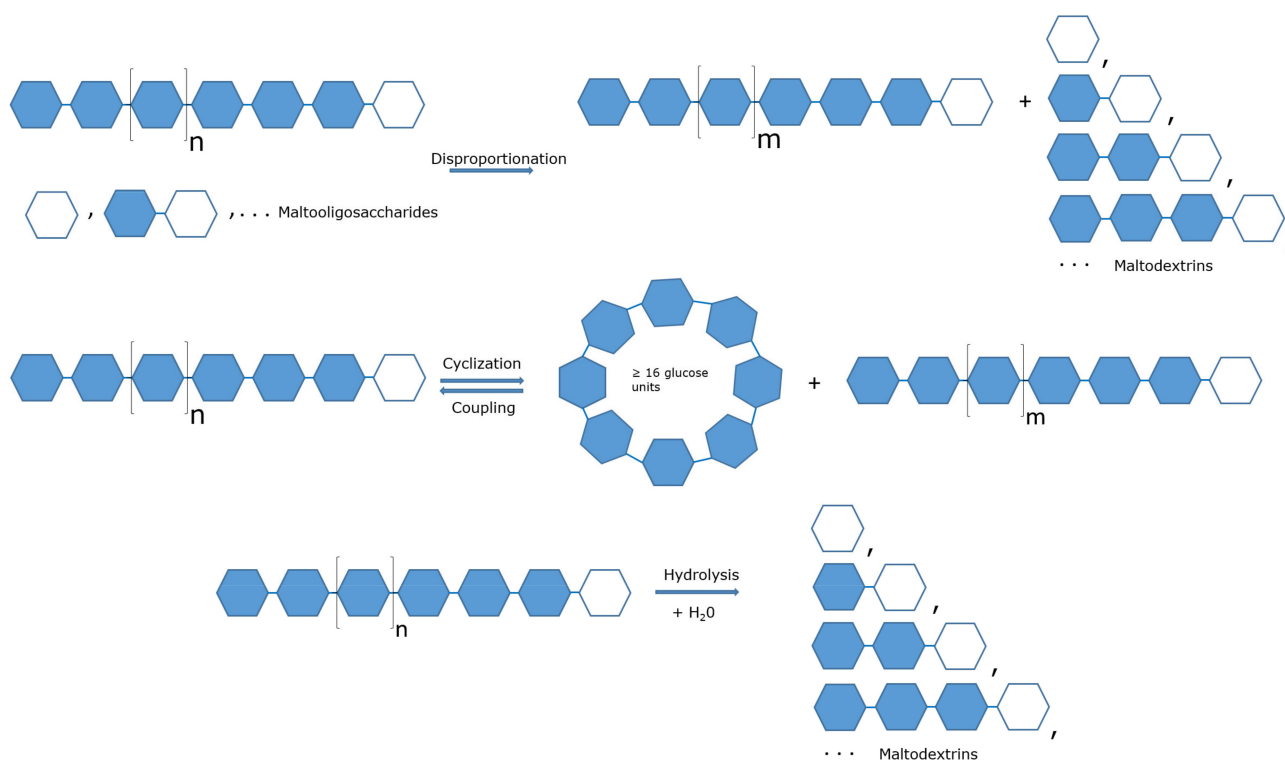 n
Disproportionation
m
+
,
,
,
, , . . . Maltooligosaccharides
. . . Maltodextrins
Cyclization
Coupling
n
≥ 16 glucose
units
+
m
Hydrolysis
+ H₂0
n
,
,
,
,
. . . Maltodextrins